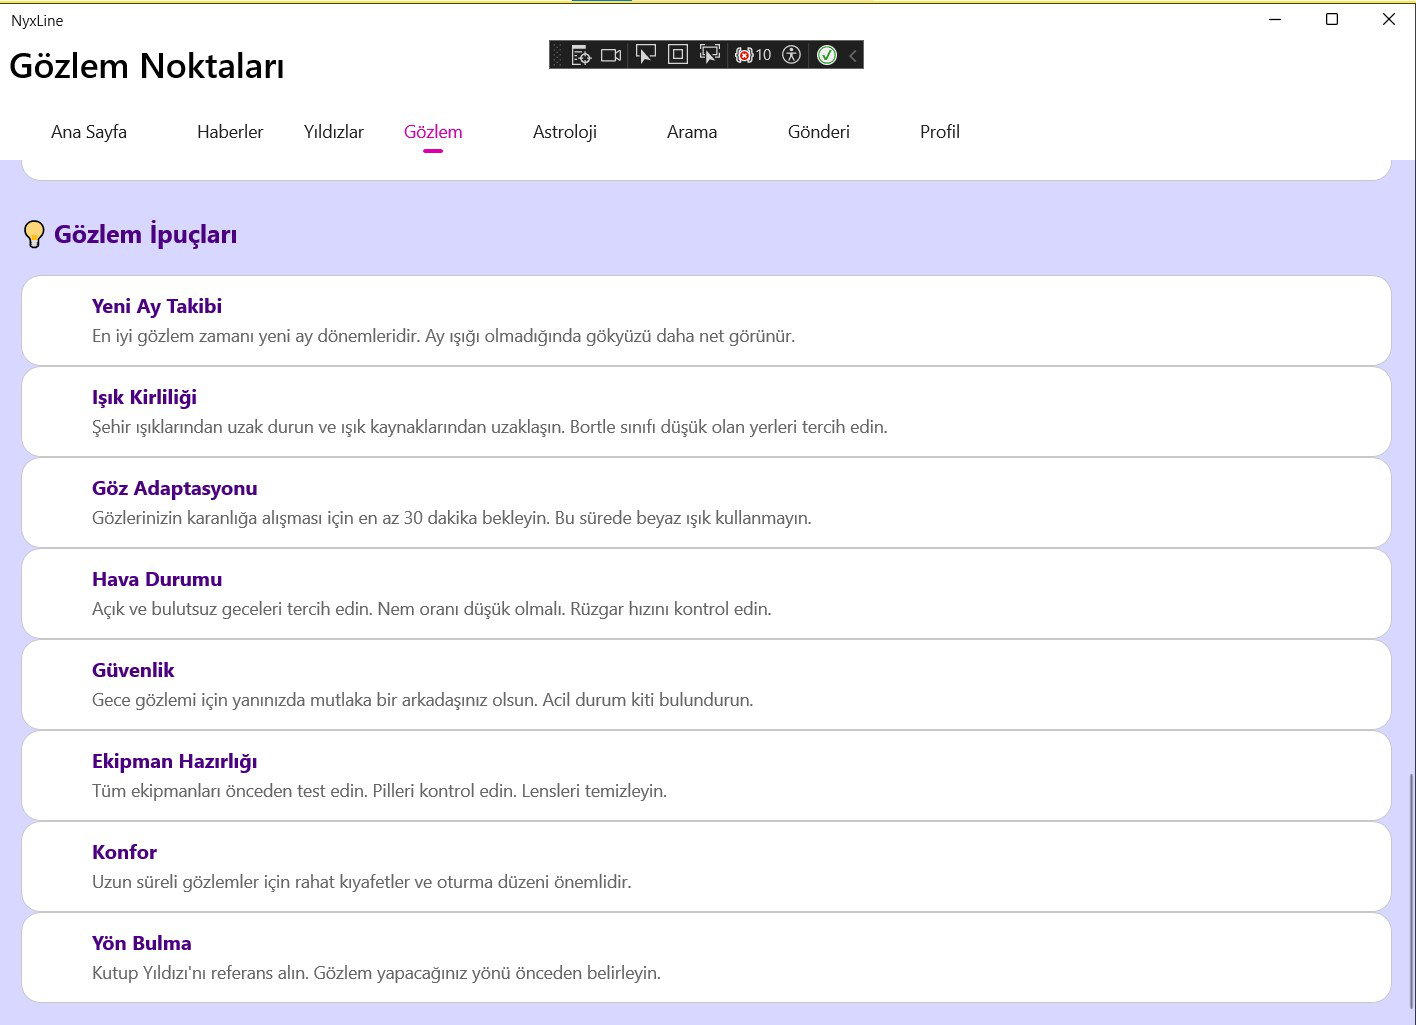 NyxLine
Gözlem Noktaları
10
Ana Sayfa Haberler Yıldızlar Gözlem Astroloji Arama Gönderi Profil
Gözlem İpuçları
Yeni Ay Takibi
En iyi gözlem zamanı yeni ay dönemleridir. Ay ışığı olmadığında gökyüzü daha net görünür.
Işık Kirliliği
Şehir ışıklarından uzak durun ve ışık kaynaklarından uzaklaşın. Bortle sınıfı düşük olan yerleri tercih edin.
Göz Adaptasyonu
Gözlerinizin karanlığa alışması için en az 30 dakika bekleyin. Bu sürede beyaz ışık kullanmayın.
Hava Durumu
Açık ve bulutsuz geceleri tercih edin. Nem oranı düşük olmalı. Rüzgar hızını kontrol edin.
Güvenlik
Gece gözlemi için yanınızda mutlaka bir arkadaşınız olsun. Acil durum kiti bulundurun.
Ekipman Hazırlığı
Tüm ekipmanları önceden test edin. Pilleri kontrol edin. Lensleri temizleyin.
Konfor
Uzun süreli gözlemler için rahat kıyafetler ve oturma düzeni önemlidir.
Yön Bulma
Kutup Yıldızı'nı referans alın. Gözlem yapacağınız yönü önceden belirleyin.